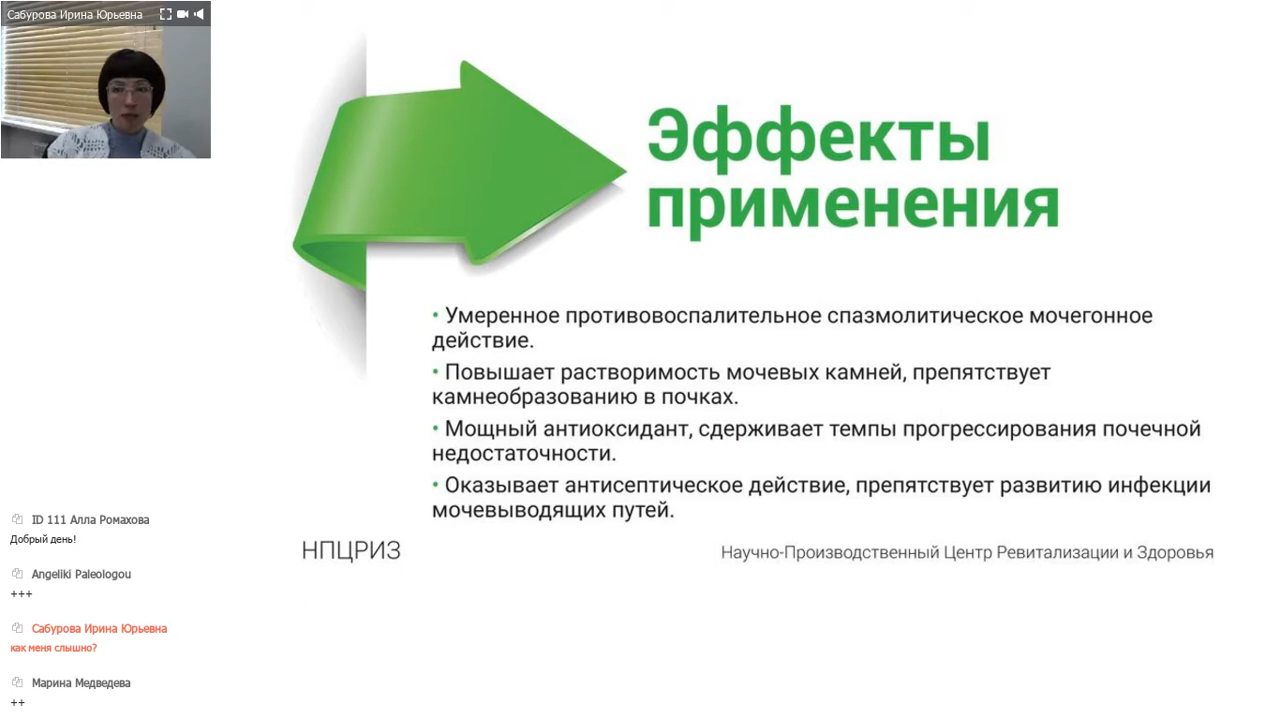 Сабурова Ирина Юрьевна
Эффекты
применения
• Умеренное противовоспалительное спазмолитическое мочегонное
действие.
• Повышает растворимость мочевых камней, препятствует
камнеобразованию в почках.
• Мощный антиоксидант, сдерживает темпы прогрессирования почечной
недостаточности.
• Оказывает антисептическое действие, препятствует развитию инфекции
мочевыводящих путей.
НПЦРИЗ
Научно-Производственный Центр Ревитализации и Здоровья
ID 111 Алла Ромахова
Добрый день!
Angeliki Paleologou
+++
Сабурова Ирина Юрьевна
как меня слышно?
Марина Медведева
++